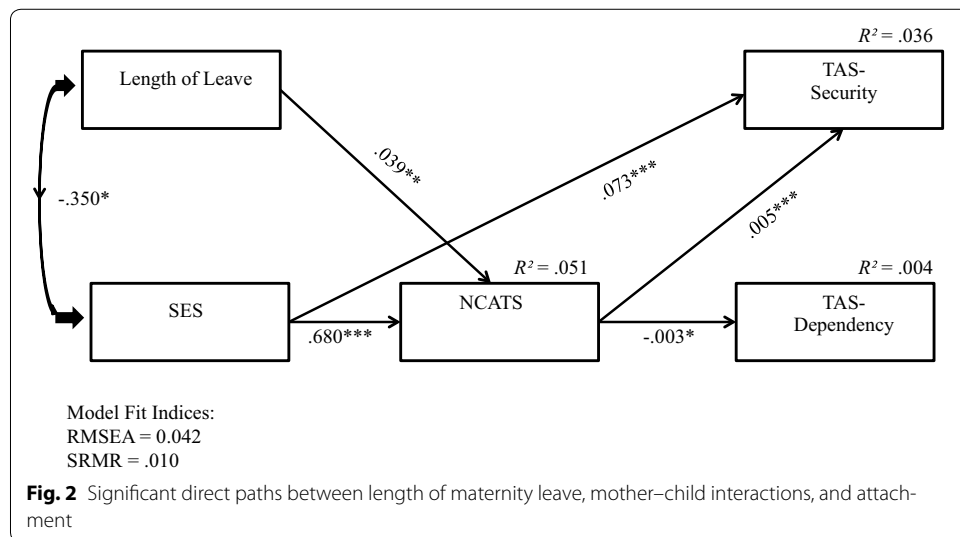 R² = .036
Length of Leave
TAS-
Security
.039**
.073***
-.350*
.005***
R² = .051
R² = .004
SES
NCATS
TAS-
Dependency
.680***
-.003*
Model Fit Indices:
RMSEA = 0.042
SRMR = .010
Fig. 2 Significant direct paths between length of maternity leave, mother–child interactions, and attach-
ment